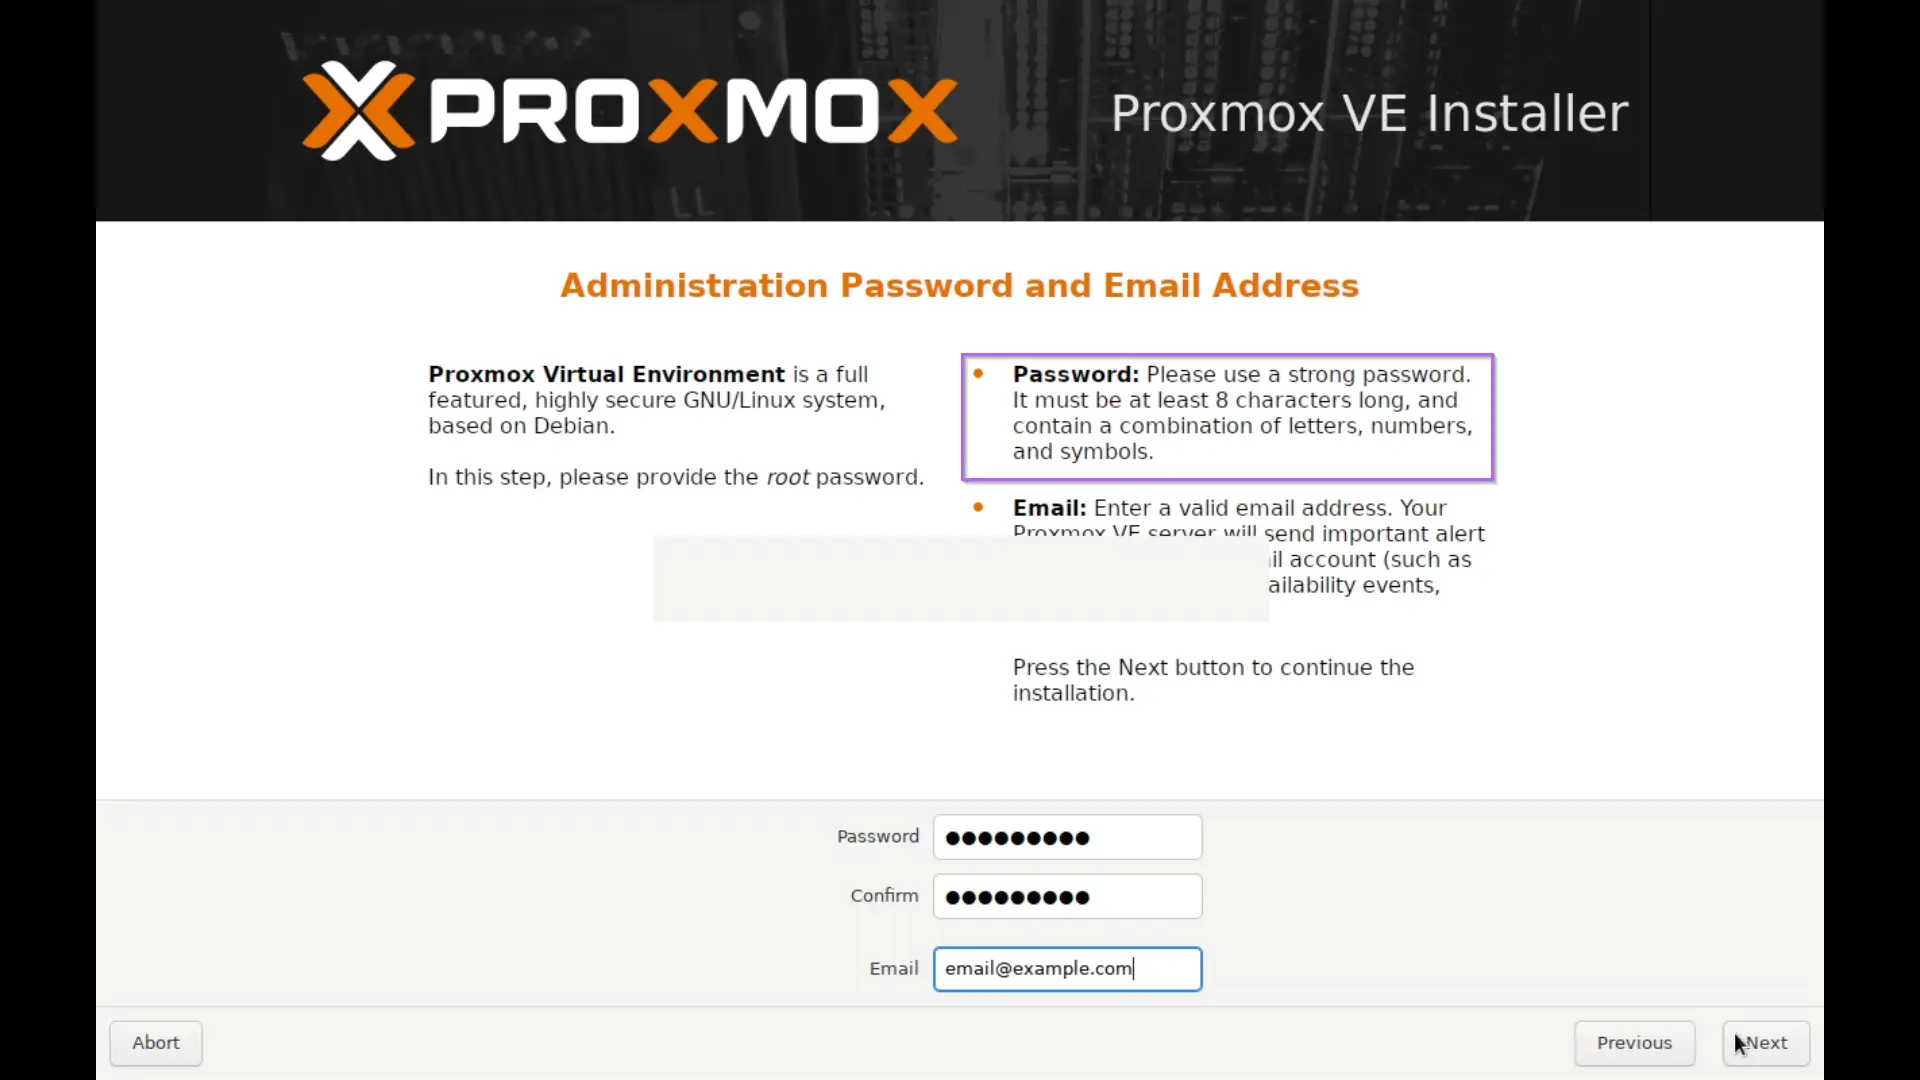 PROXMOX
Proxmox VE Installer
Administration Password and Email Address
Proxmox Virtual Environment is a full
featured, highly secure GNU/Linux system,
based on Debian.
In this step, please provide the root password.
Password: Please use a strong password.
It must be at least 8 characters long, and
contain a combination of letters, numbers,
and symbols.
Email: Enter a valid email address. Your
Proxmox VE server will send important alert
account (such as
events,
Press the Next button to continue the
installation.
Password ●●●●●●●●●
Confirm ●●●●●●●●●
Email email@example.com
Abort
Previous
Next